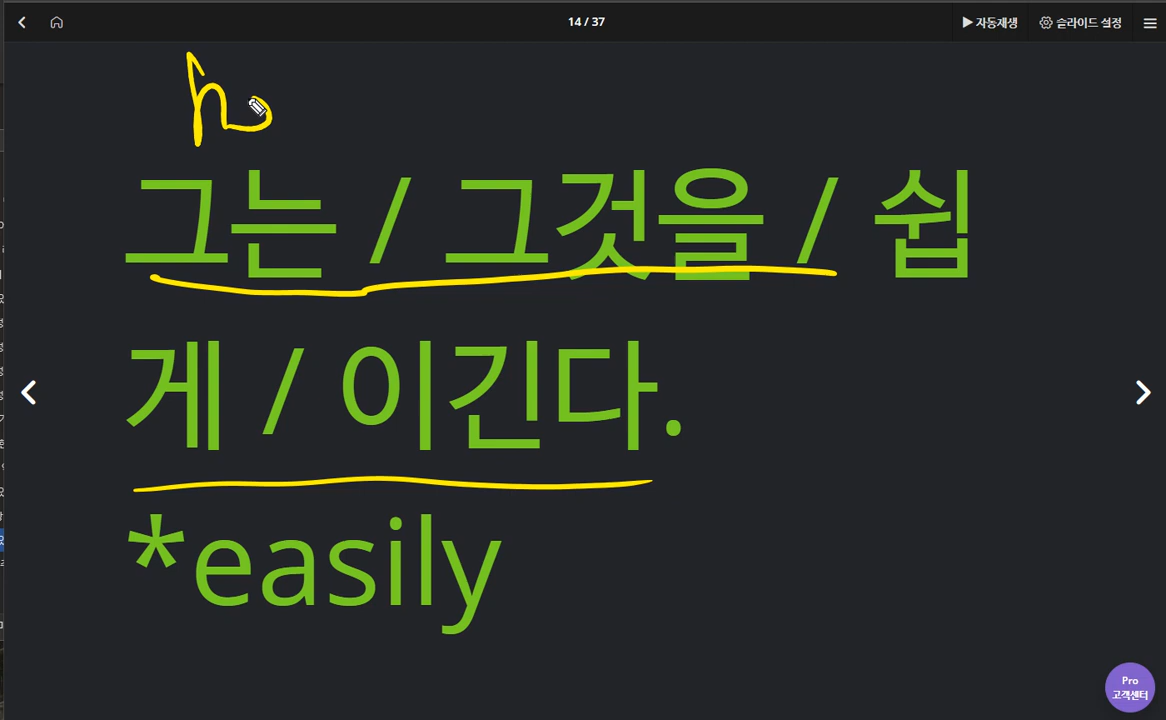 14 / 37
▶ 자동재생
슬라이드 설정
h
그는 / 그것을 / 쉽
게 / 이긴다.
*easily
Pro
고객센터